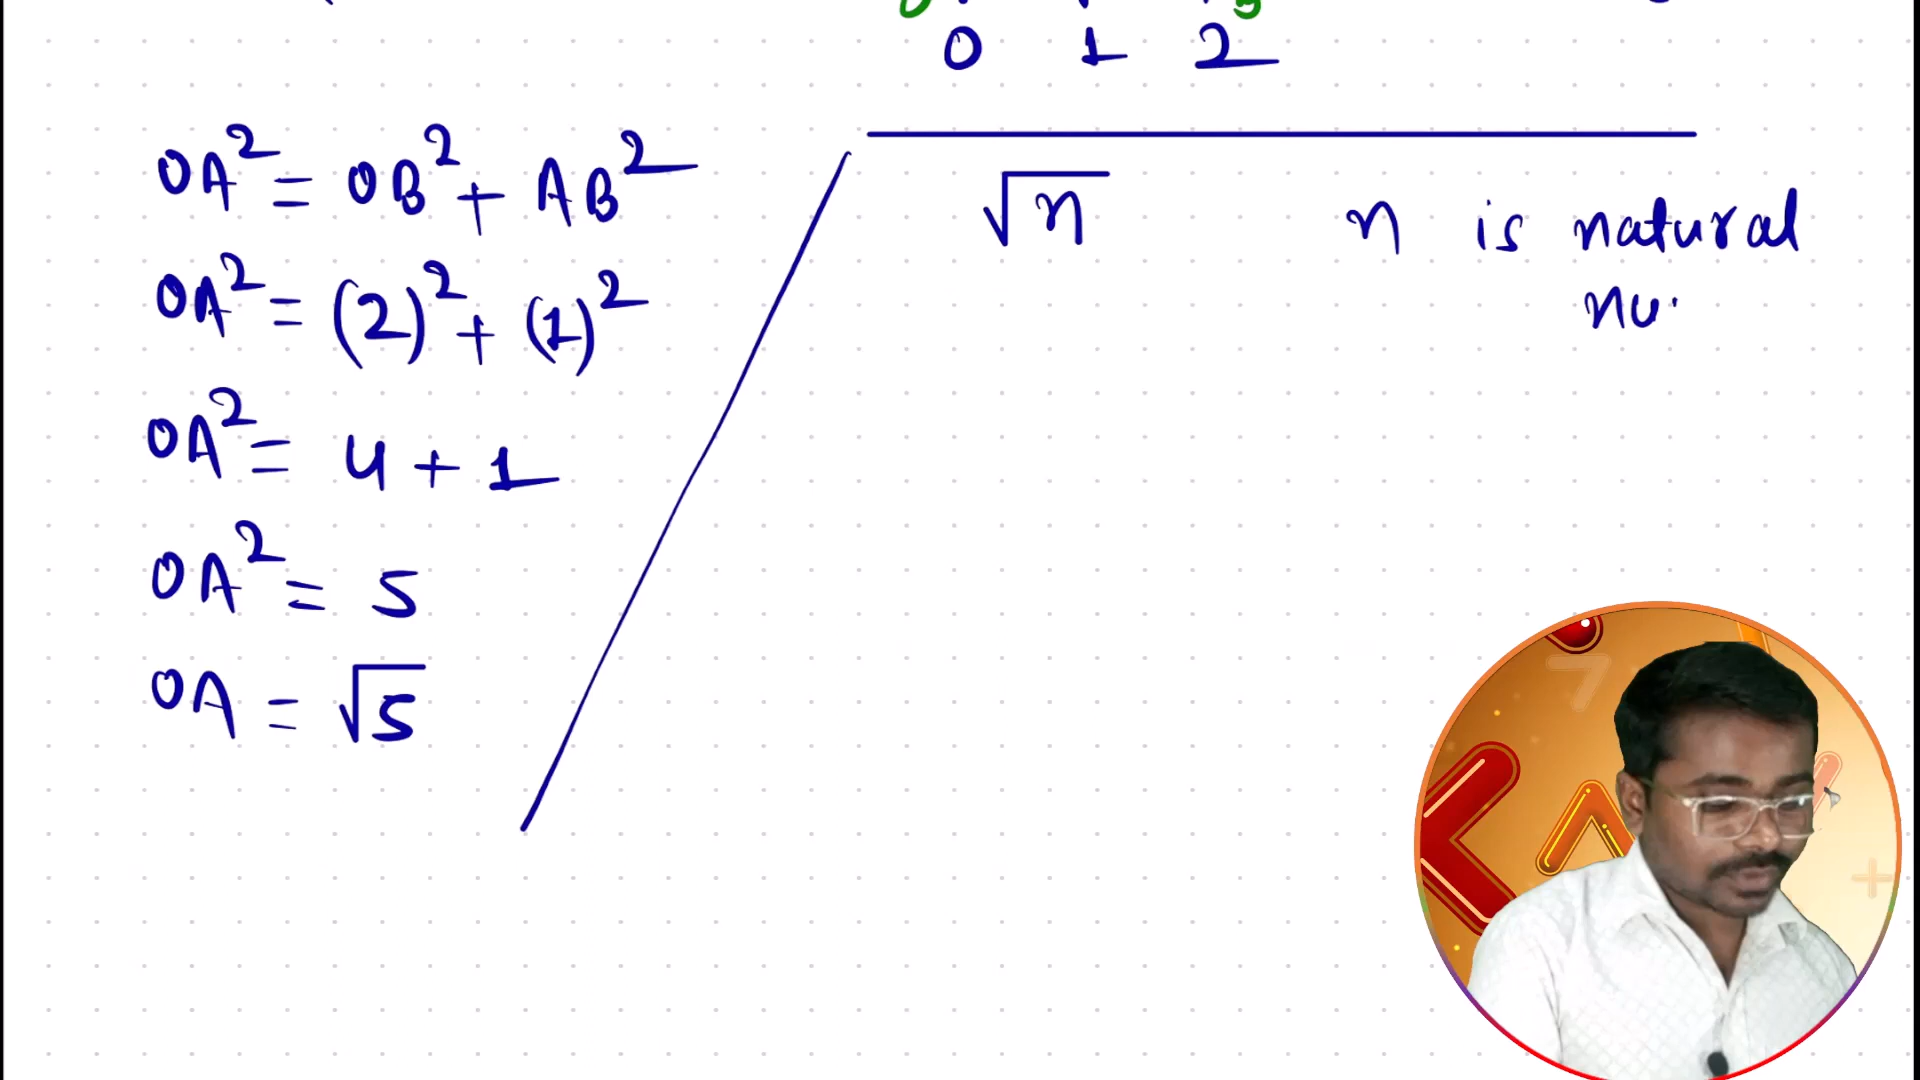 0 1 2
OA² = OB² + AB²
OA² = (2)² + (1)²
OA² = 4 + 1
OA² = 5
OA = √5
√n n is natural
nu.